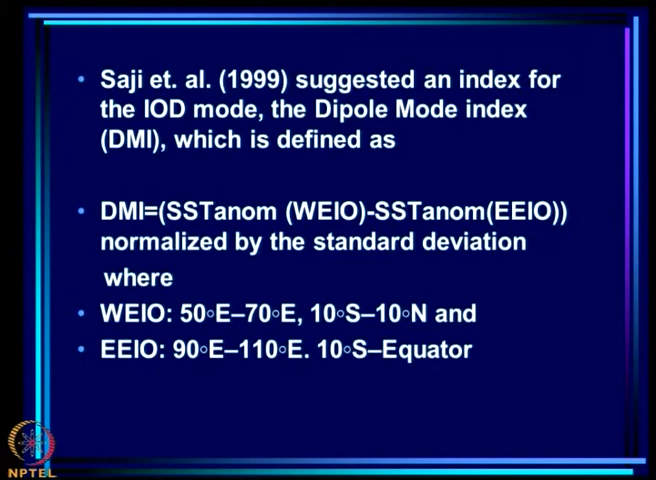 • Saji et. al. (1999) suggested an index for
the IOD mode, the Dipole Mode index
(DMI), which is defined as
• DMI=(SSTanom (WEIO)-SSTanom(EEIO))
normalized by the standard deviation
where
• WEIO: 50◦E–70◦E, 10◦S–10◦N and
• EEIO: 90◦E–110◦E. 10◦S–Equator
NPTEL